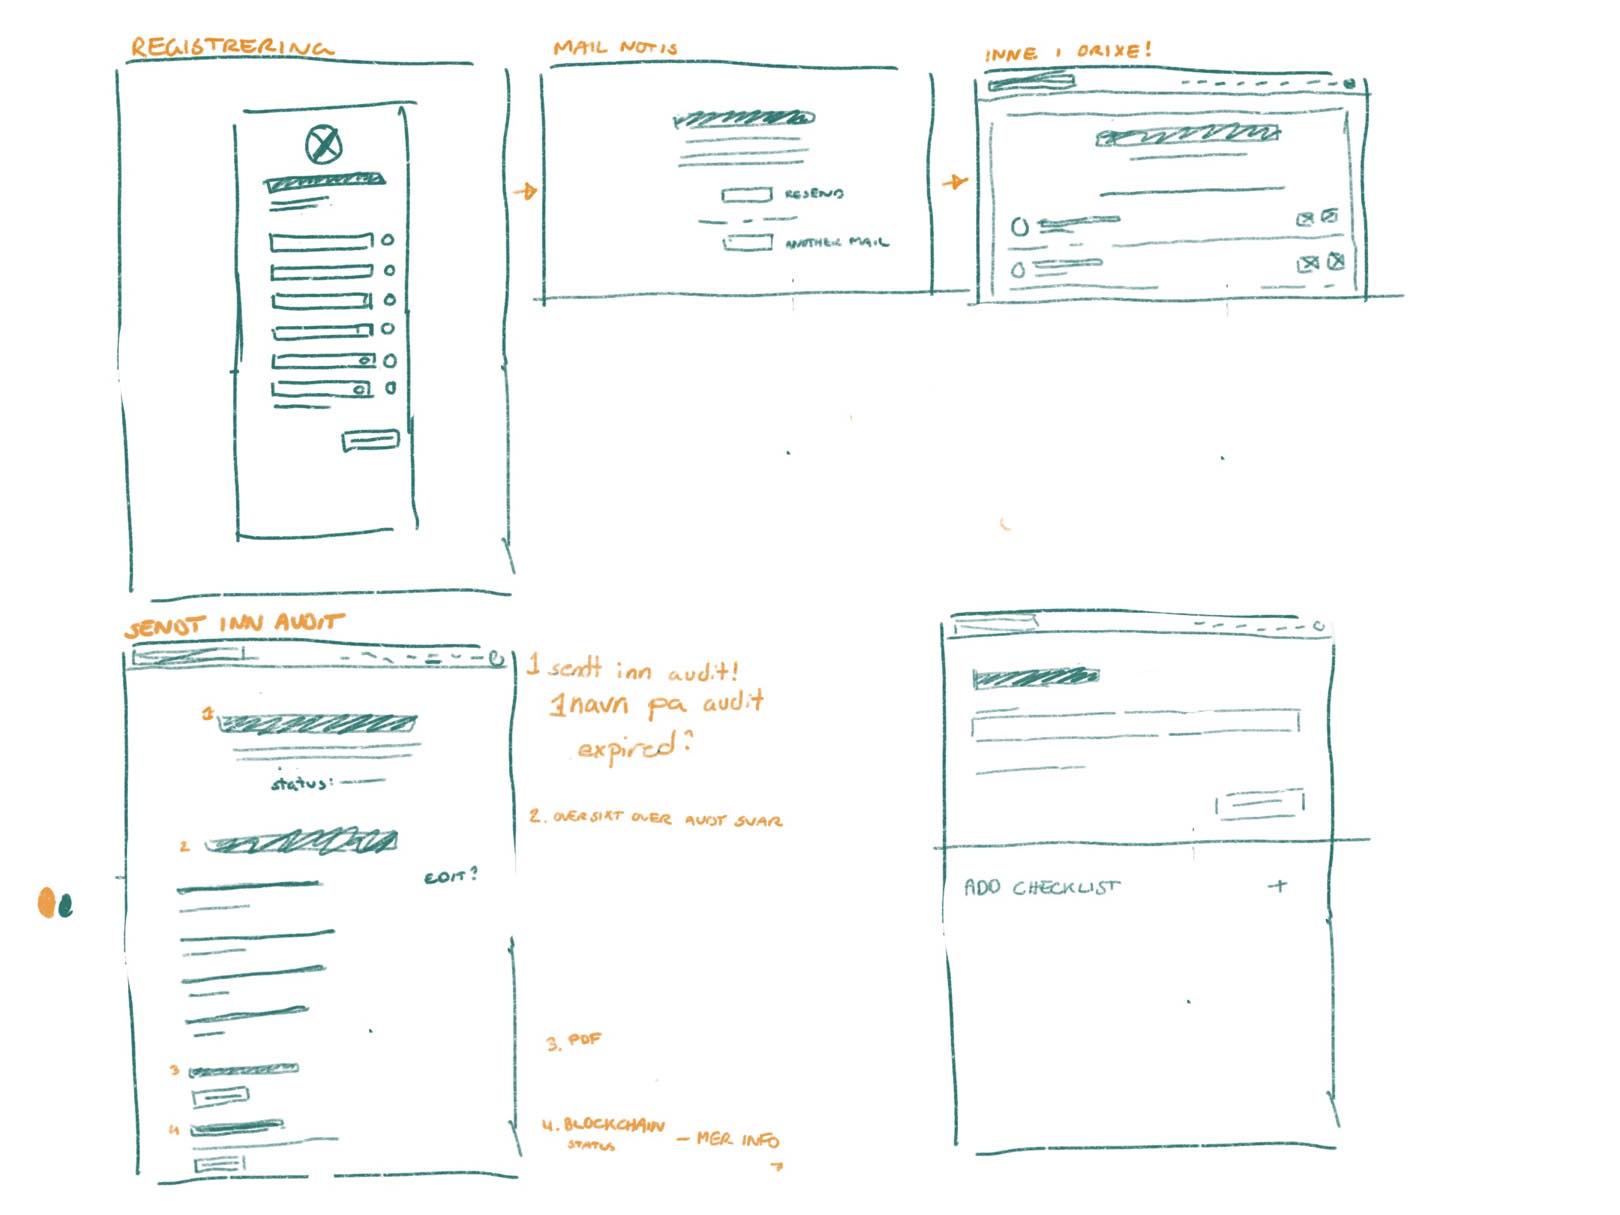 REGISTRERING
MAIL NOTIS
RESEND
ANOTHER MAIL
INNE I ORIXE!
SENDT INN AUDIT
1
status:
2
EDIT?
3
4
1 sendt inn audit!
1 navn pa audit
expired?
2. OVERSIKT OVER AUDIT SVAR
3. PDF
4. BLOCKCHAIN
STATUS
- MER INFO
ADD CHECKLIST +